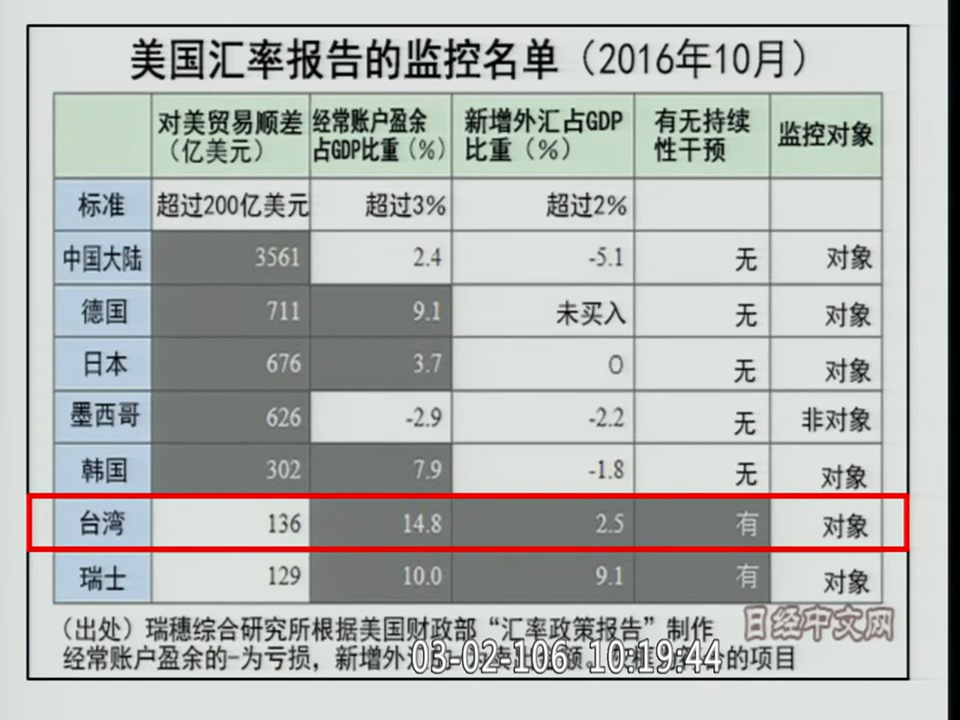 美国汇率报告的监控名单（2016年10月）
对美贸易顺差（亿美元） 经常账户盈余占GDP比重（%） 新增外汇占GDP比重（%） 有无持续性干预 监控对象
标准 超过200亿美元 超过3% 超过2%
中国大陆 3561 2.4 -5.1 无 对象
德国 711 9.1 未买入 无 对象
日本 676 3.7 0 无 对象
墨西哥 626 -2.9 -2.2 无 非对象
韩国 302 7.9 -1.8 无 对象
台湾 136 14.8 2.5 有 对象
瑞士 129 10.0 9.1 有 对象
（出处）瑞穗综合研究所根据美国财政部“汇率政策报告”制作
日经中文网
经常账户盈余的-为亏损，新增外 的项目
03-02-106 10:19:44